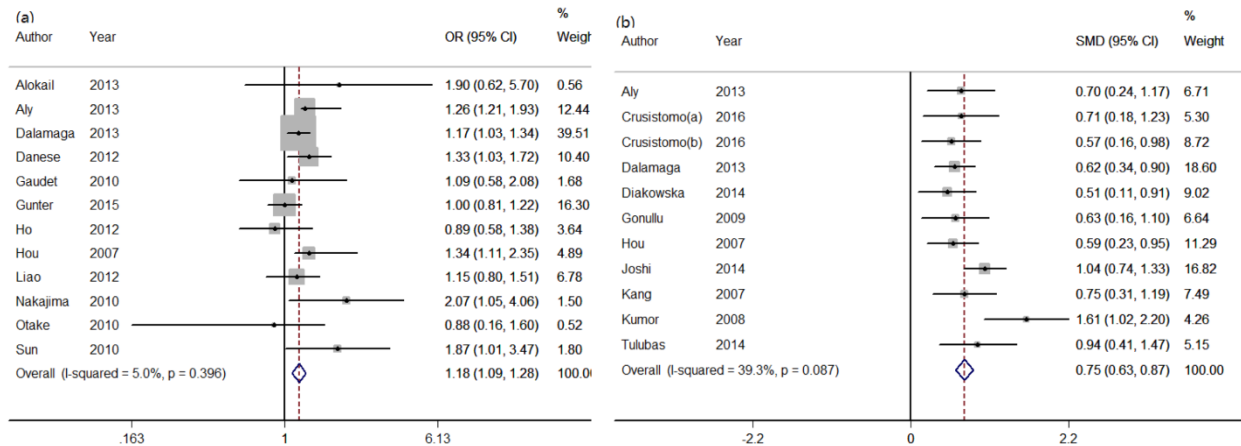 (a)
%
Author Year OR (95% CI) Weigh
Alokail 2013 1.90 (0.62, 5.70) 0.56
Aly 2013 1.26 (1.21, 1.93) 12.44
Dalamaga 2013 1.17 (1.03, 1.34) 39.51
Danese 2012 1.33 (1.03, 1.72) 10.40
Gaudet 2010 1.09 (0.58, 2.08) 1.68
Gunter 2015 1.00 (0.81, 1.22) 16.30
Ho 2012 0.89 (0.58, 1.38) 3.64
Hou 2007 1.34 (1.11, 2.35) 4.89
Liao 2012 1.15 (0.80, 1.51) 6.78
Nakajima 2010 2.07 (1.05, 4.06) 1.50
Otake 2010 0.88 (0.16, 1.60) 0.52
Sun 2010 1.87 (1.01, 3.47) 1.80
Overall (I-squared = 5.0%, p = 0.396) 1.18 (1.09, 1.28) 100.00
.163 1 6.13
(b)
%
Author Year SMD (95% CI) Weight
Aly 2013 0.70 (0.24, 1.17) 6.71
Crusistomo(a) 2016 0.71 (0.18, 1.23) 5.30
Crusistomo(b) 2016 0.57 (0.16, 0.98) 8.72
Dalamaga 2013 0.62 (0.34, 0.90) 18.60
Diakowska 2014 0.51 (0.11, 0.91) 9.02
Gonullu 2009 0.63 (0.16, 1.10) 6.64
Hou 2007 0.59 (0.23, 0.95) 11.29
Joshi 2014 1.04 (0.74, 1.33) 16.82
Kang 2007 0.75 (0.31, 1.19) 7.49
Kumor 2008 1.61 (1.02, 2.20) 4.26
Tulubas 2014 0.94 (0.41, 1.47) 5.15
Overall (I-squared = 39.3%, p = 0.087) 0.75 (0.63, 0.87) 100.00
-2.2 0 2.2